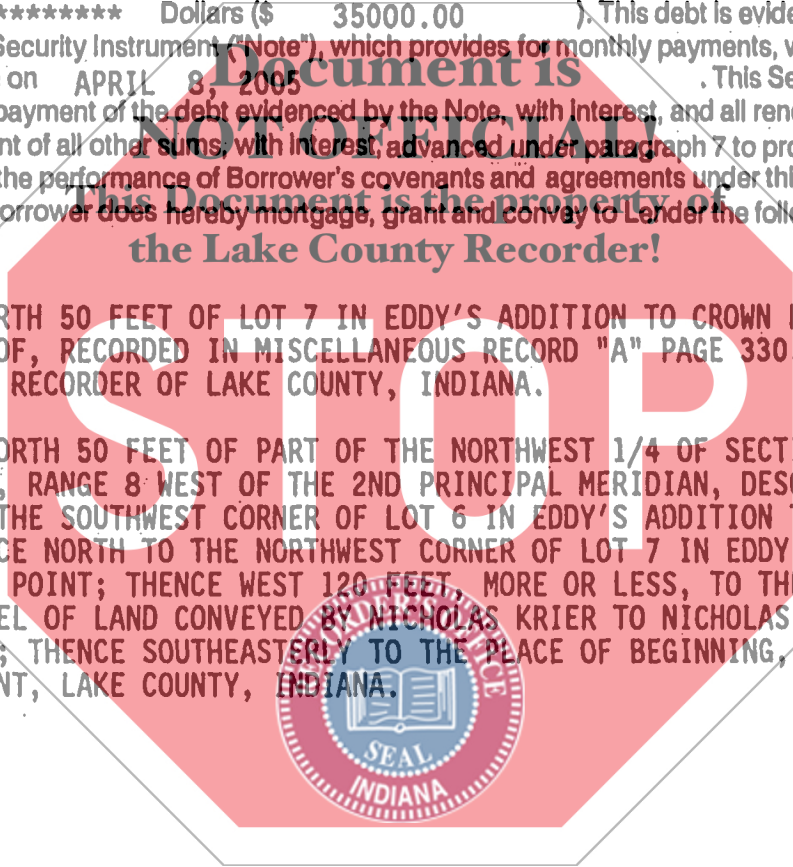 ******** Dollars ($ 35000.00 ). This debt is evide
Security Instrument ("Note"), which provides for monthly payments, v
on APRIL 8, 2005 . This Se
payment of the debt evidenced by the Note, with interest, and all rene
nt of all other sums, with interest, advanced under paragraph 7 to pro
the performance of Borrower's covenants and agreements under thi
orrower does hereby mortgage, grant and convey to Lender the follo
Document is
NOT OFFICIAL!
This Document is the property of
the Lake County Recorder!
RTH 50 FEET OF LOT 7 IN EDDY'S ADDITION TO CROWN
OF, RECORDED IN MISCELLANEOUS RECORD "A" PAGE 330
RECORDER OF LAKE COUNTY, INDIANA.
ORTH 50 FEET OF PART OF THE NORTHWEST 1/4 OF SECTI
, RANGE 8 WEST OF THE 2ND PRINCIPAL MERIDIAN, DESC
THE SOUTHWEST CORNER OF LOT 6 IN EDDY'S ADDITION T
CE NORTH TO THE NORTHWEST CORNER OF LOT 7 IN EDDY
POINT; THENCE WEST 120 FEET, MORE OR LESS, TO TH
EL OF LAND CONVEYED BY NICHOLAS KRIER TO NICHOLAS
; THENCE SOUTHEASTERLY TO THE PLACE OF BEGINNING,
NT, LAKE COUNTY, INDIANA.
STOP
RECORDER'S OFFICE
SEAL
INDIANA